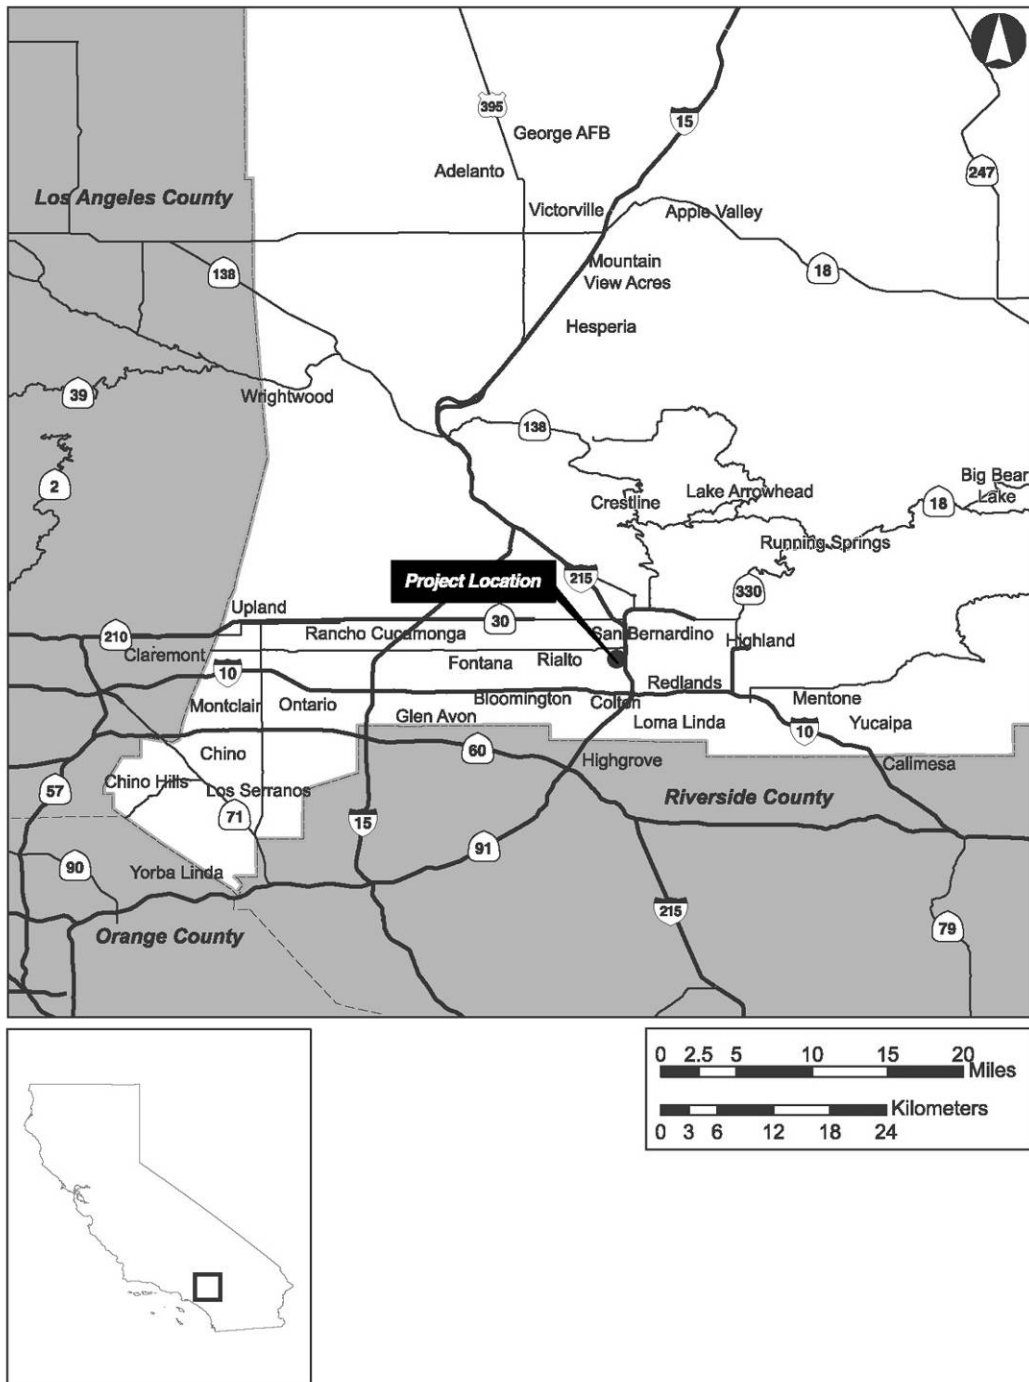 395
15
George AFB
Adelanto
247
Los Angeles County
Victorville
Apple Valley
138
Mountain
View Acres
18
Hesperia
39
Wrightwood
138
2
Crestline
Lake Arrowhead
Big Bear
Lake
18
Running Springs
Project Location
215
330
Upland
30
210
Rancho Cucamonga
San Bernardino
Highland
Claremont
Fontana
Rialto
10
Redlands
Montclair
Ontario
Bloomington
Colton
Mentone
Glen Avon
Loma Linda
Yucaipa
10
Chino
60
Highgrove
Calimesa
Chino Hills
Los Serranos
57
Riverside County
71
15
91
90
Yorba Linda
215
79
Orange County
0 2.5 5 10 15 20
Miles
Kilometers
0 3 6 12 18 24